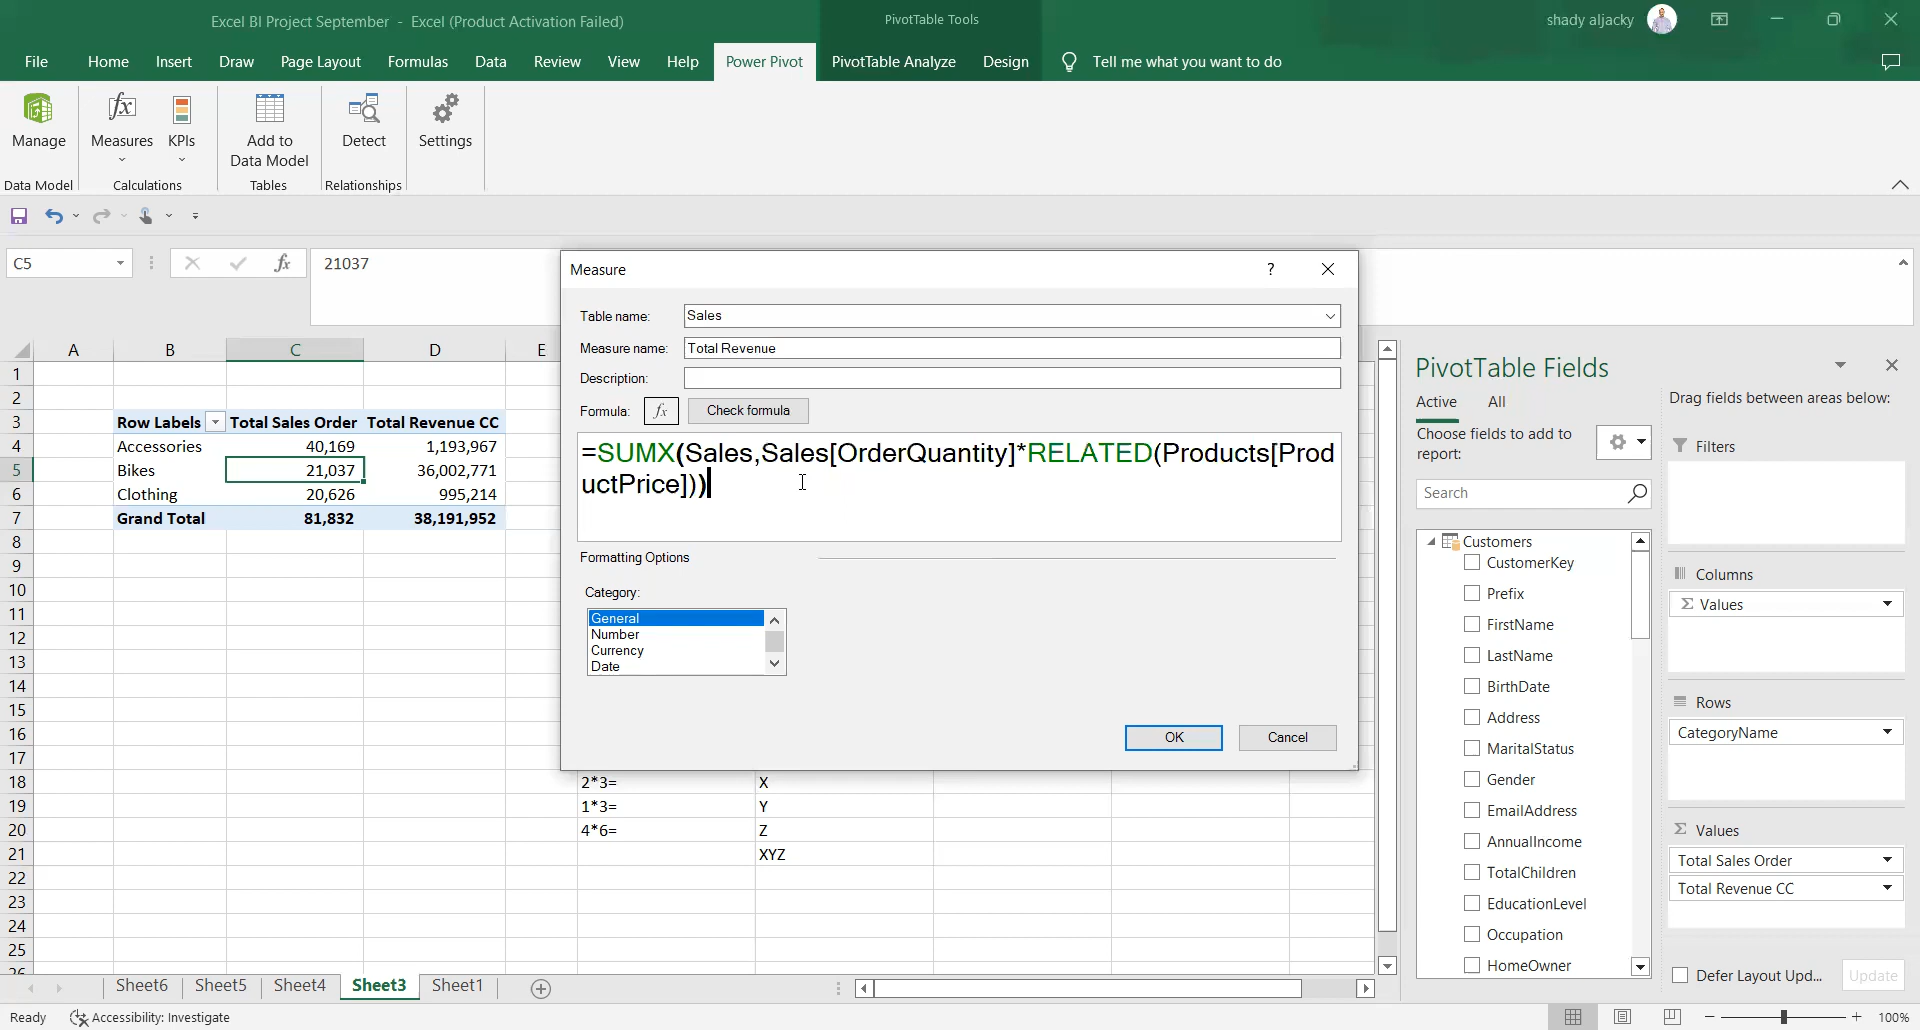 Excel BI Project September - Excel (Product Activation Failed)
PivotTable Tools
shady aljacky
File Home Insert Draw Page Layout Formulas Data Review View Help Power Pivot PivotTable Analyze Design Tell me what you want to do
Manage Measures KPIs Add to Data Model Detect Settings
Data Model Calculations Tables Relationships
C5 fx 21037
Measure ? 
Table name: Sales
Measure name: Total Revenue
Description:
Formula: fx Check formula
=SUMX(Sales,Sales[OrderQuantity]*RELATED(Products[Prod
uctPrice]))
Formatting Options
Category:
General
Number
Currency
Date
OK Cancel
A B C D E
1
2
3 Row Labels Total Sales Order Total Revenue CC
4 Accessories 40,169 1,193,967
5 Bikes 21,037 36,002,771
6 Clothing 20,626 995,214
7 Grand Total 81,832 38,191,952
8
9
10
11
12
13
14
15
16
17
18 2*3= X
19 1*3= Y
20 4*6= Z
21 XYZ
22
23
24
25
26
PivotTable Fields
Active All
Choose fields to add to
report:
Search
Customers
CustomerKey
Prefix
FirstName
LastName
BirthDate
Address
MaritalStatus
Gender
EmailAddress
AnnualIncome
TotalChildren
EducationLevel
Occupation
HomeOwner
Drag fields between areas below:
Filters
Columns
Σ Values
Rows
CategoryName
Σ Values
Total Sales Order
Total Revenue CC
Defer Layout Upd... Update
Sheet6 Sheet5 Sheet4 Sheet3 Sheet1
Ready Accessibility: Investigate 100%